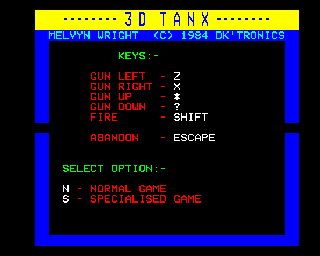 -------- 3D TANX --------
MELVYN WRIGHT (C) 1984 DK'TRONICS
KEYS:-
GUN LEFT - Z
GUN RIGHT - X
GUN UP - *
GUN DOWN - ?
FIRE - SHIFT
ABANDON - ESCAPE
SELECT OPTION:-
N - NORMAL GAME
S - SPECIALISED GAME